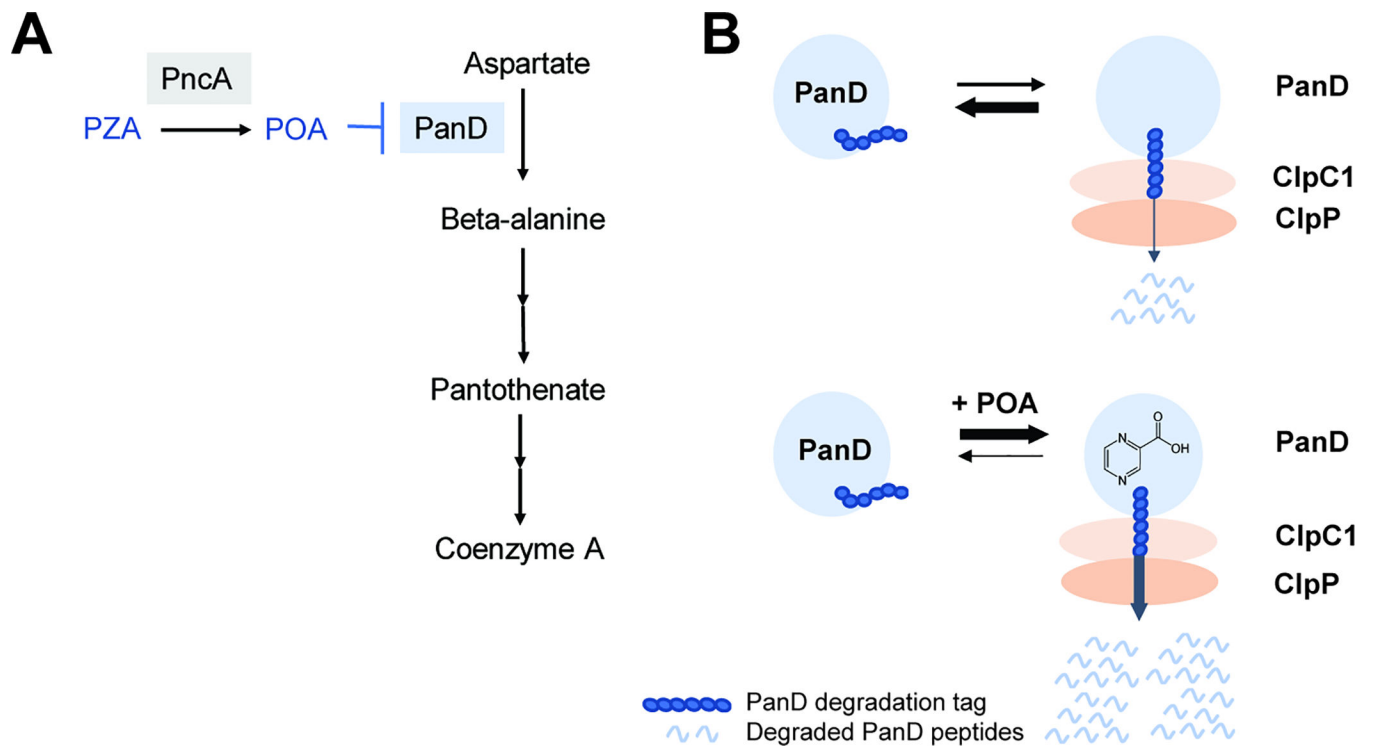 A
PncA
PZA
POA
PanD
Aspartate
Beta-alanine
Pantothenate
Coenzyme A
B
PanD
PanD
ClpC1
ClpP
PanD
+ POA
N
N
O
OH
PanD
ClpC1
ClpP
PanD degradation tag
Degraded PanD peptides